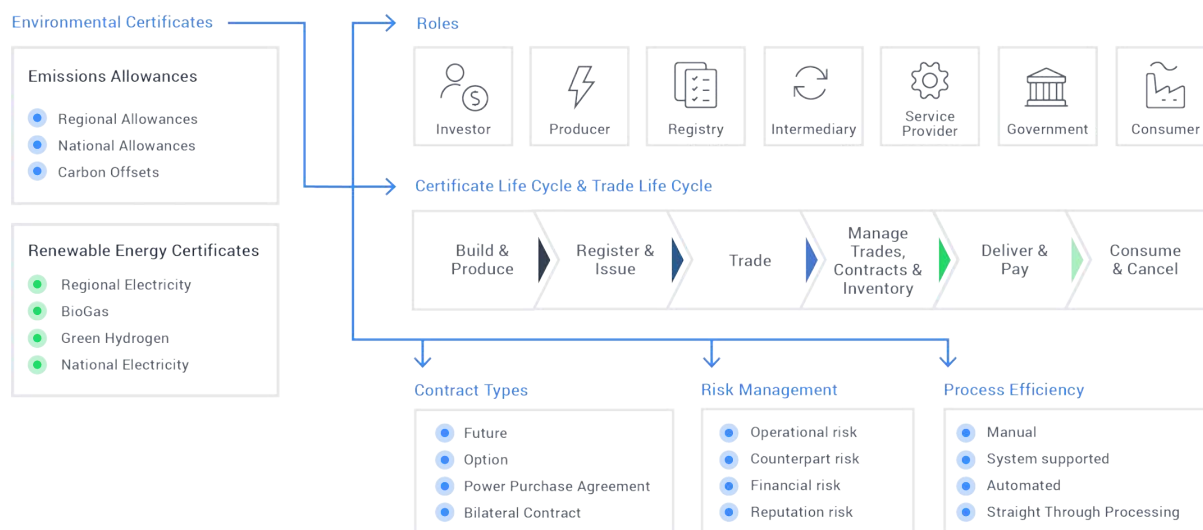 Environmental Certificates
Emissions Allowances
Regional Allowances
National Allowances
Carbon Offsets
Renewable Energy Certificates
Regional Electricity
BioGas
Green Hydrogen
National Electricity
Roles
Investor
Producer
Registry
Intermediary
Service
Provider
Government
Consumer
Certificate Life Cycle & Trade Life Cycle
Build &
Produce
Register &
Issue
Trade
Manage
Trades,
Contracts &
Inventory
Deliver &
Pay
Consume
& Cancel
Contract Types
Future
Option
Power Purchase Agreement
Bilateral Contract
Risk Management
Operational risk
Counterpart risk
Financial risk
Reputation risk
Process Efficiency
Manual
System supported
Automated
Straight Through Processing